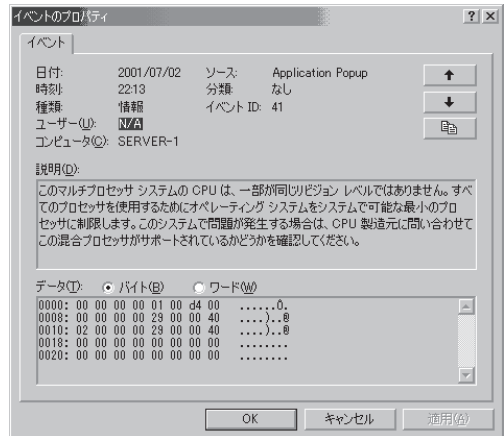 イベントのプロパティ
イベント
日付: 2001/07/02 ソース: Application Popup
時刻: 22:13 分類: なし
種類: 情報 イベント ID: 41
ユーザー(U): N/A
コンピュータ(C): SERVER-1
説明(D):
このマルチプロセッサ システムの CPU は、一部が同じリビジョン レベルではありません。すべ
てのプロセッサを使用するためにオペレーティング システムをシステムで可能な最小のプロ
セッサに制限します。このシステムで問題が発生する場合は、CPU 製造元に問い合わせて
この混合プロセッサがサポートされているかどうかを確認してください。
データ(T): バイト(B) ワード(W)
0000: 00 00 00 00 01 00 d4 00 ......Ô.
0008: 00 00 00 00 29 00 00 40 ....)..@
0010: 02 00 00 00 29 00 00 40 ....)..@
0018: 00 00 00 00 00 00 00 00 ........
0020: 00 00 00 00 00 00 00 00 ........
OK キャンセル 適用(A)